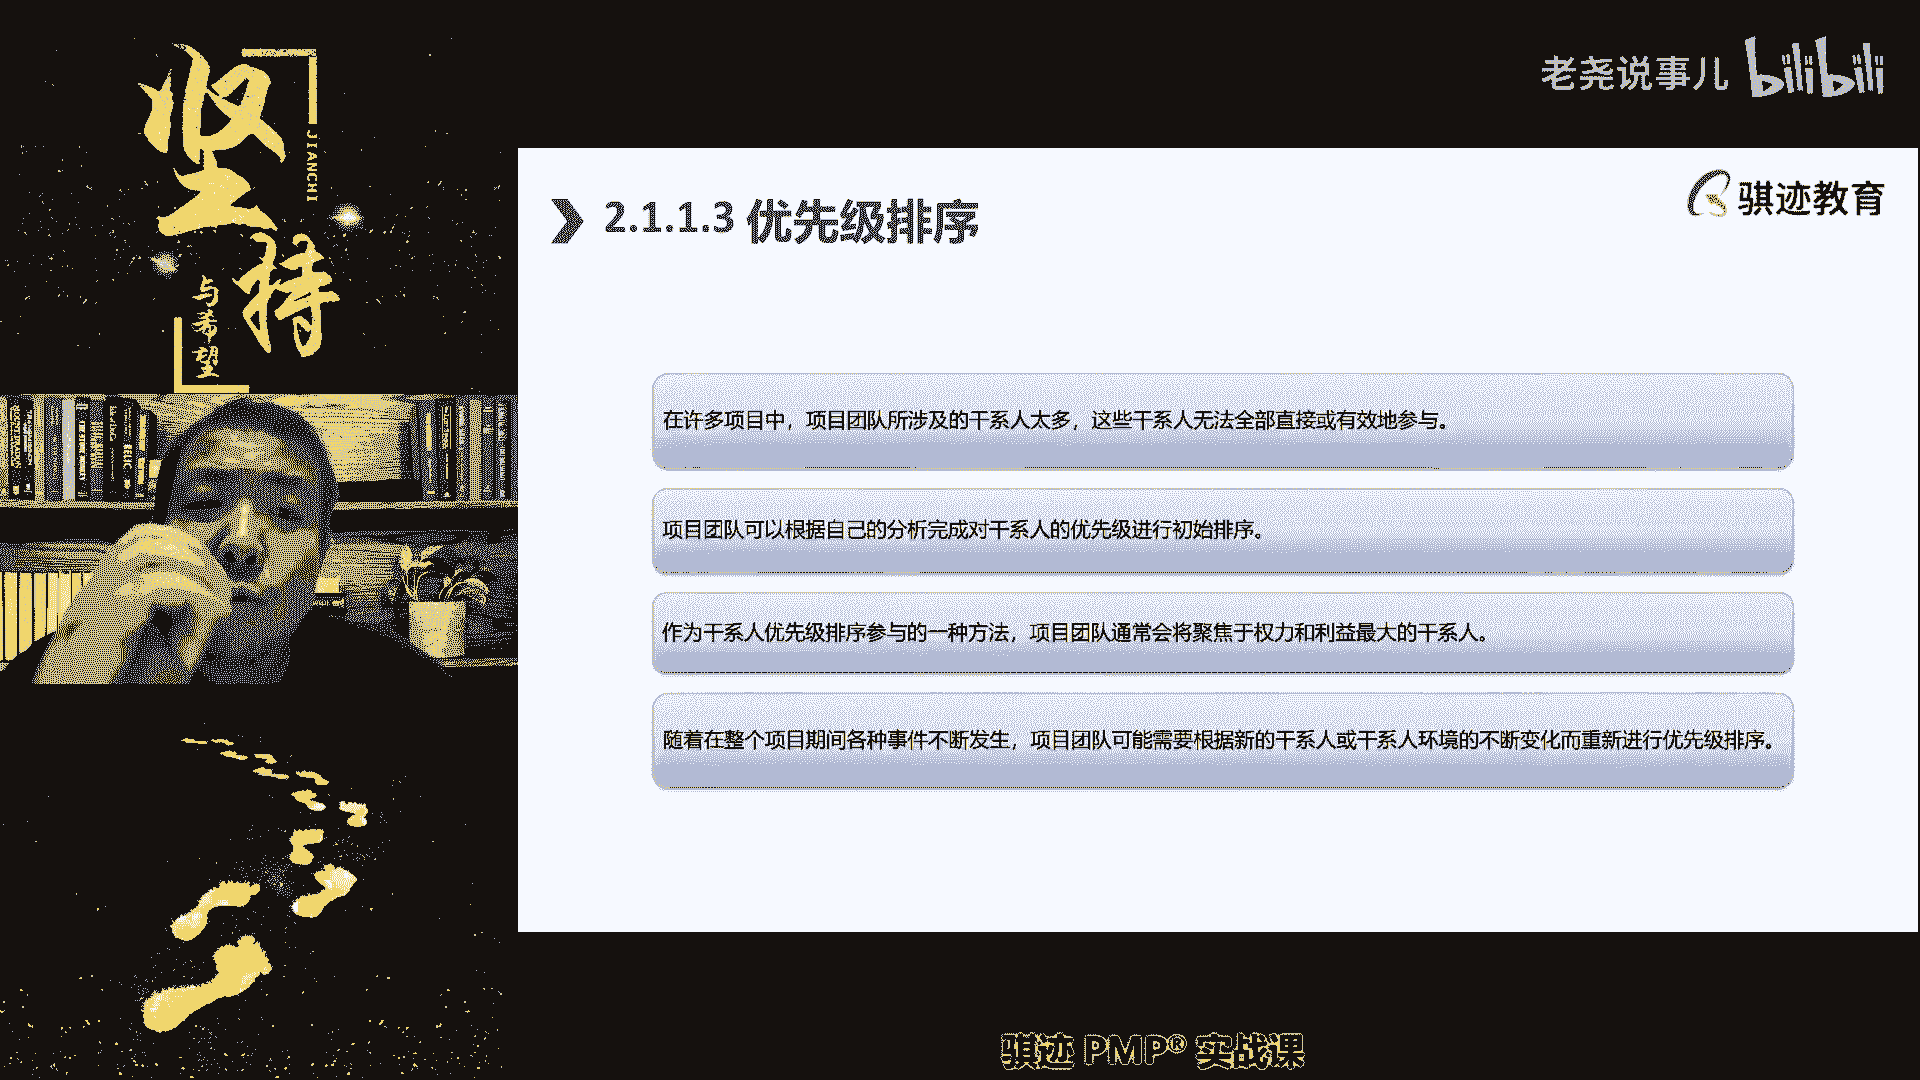 坚持
JIANCHI
与希望
老尧说事儿 bilibili
骐迹教育
2.1.1.3 优先级排序
在许多项目中，项目团队所涉及的干系人太多，这些干系人无法全部直接或有效地参与。
项目团队可以根据自己的分析完成对干系人的优先级进行初始排序。
作为干系人优先级排序参与的一种方法，项目团队通常会将聚焦于权力和利益最大的干系人。
随着在整个项目期间各种事件不断发生，项目团队可能需要根据新的干系人或干系人环境的不断变化而重新进行优先级排序。
骐迹 PMP® 实战课